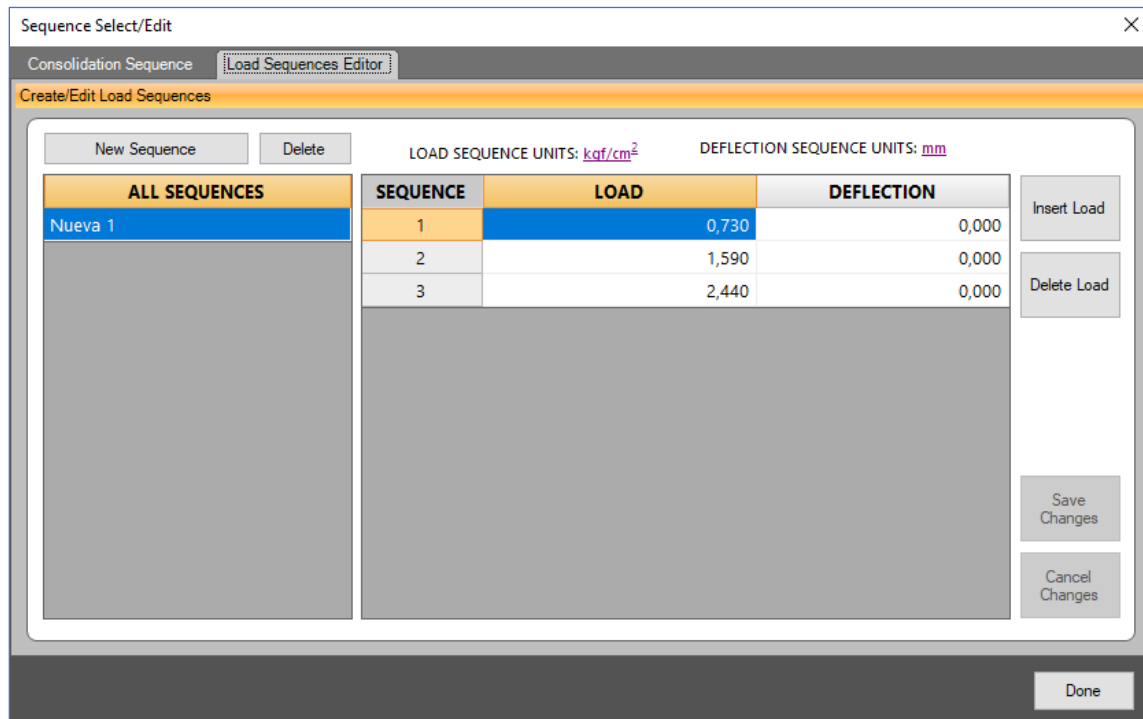 Sequence Select/Edit
Consolidation Sequence Load Sequences Editor
Create/Edit Load Sequences
New Sequence Delete LOAD SEQUENCE UNITS: kgf/cm² DEFLECTION SEQUENCE UNITS: mm
ALL SEQUENCES SEQUENCE LOAD DEFLECTION
Nueva 1 1 0,730 0,000
2 1,590 0,000
3 2,440 0,000
Insert Load
Delete Load
Save
Changes
Cancel
Changes
Done